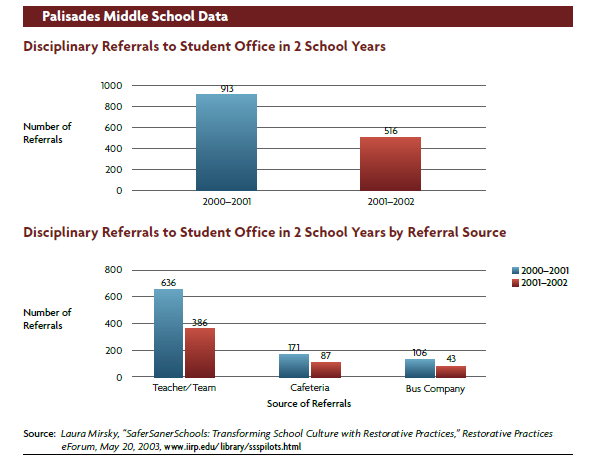 Palisades Middle School Data
Disciplinary Referrals to Student Office in 2 School Years
1000
913
800
Number of
Referrals
600
516
400
200
0
2000–2001
2001–2002
Disciplinary Referrals to Student Office in 2 School Years by Referral Source
800
2000–2001
2001–2002
636
600
Number of
Referrals
400
386
200
171
87
106
43
0
Teacher/Team
Cafeteria
Bus Company
Source of Referrals
Source: Laura Mirsky, “SaferSanerSchools: Transforming School Culture with Restorative Practices,” Restorative Practices
eForum, May 20, 2003, www.iirp.edu/library/ssspilots.html